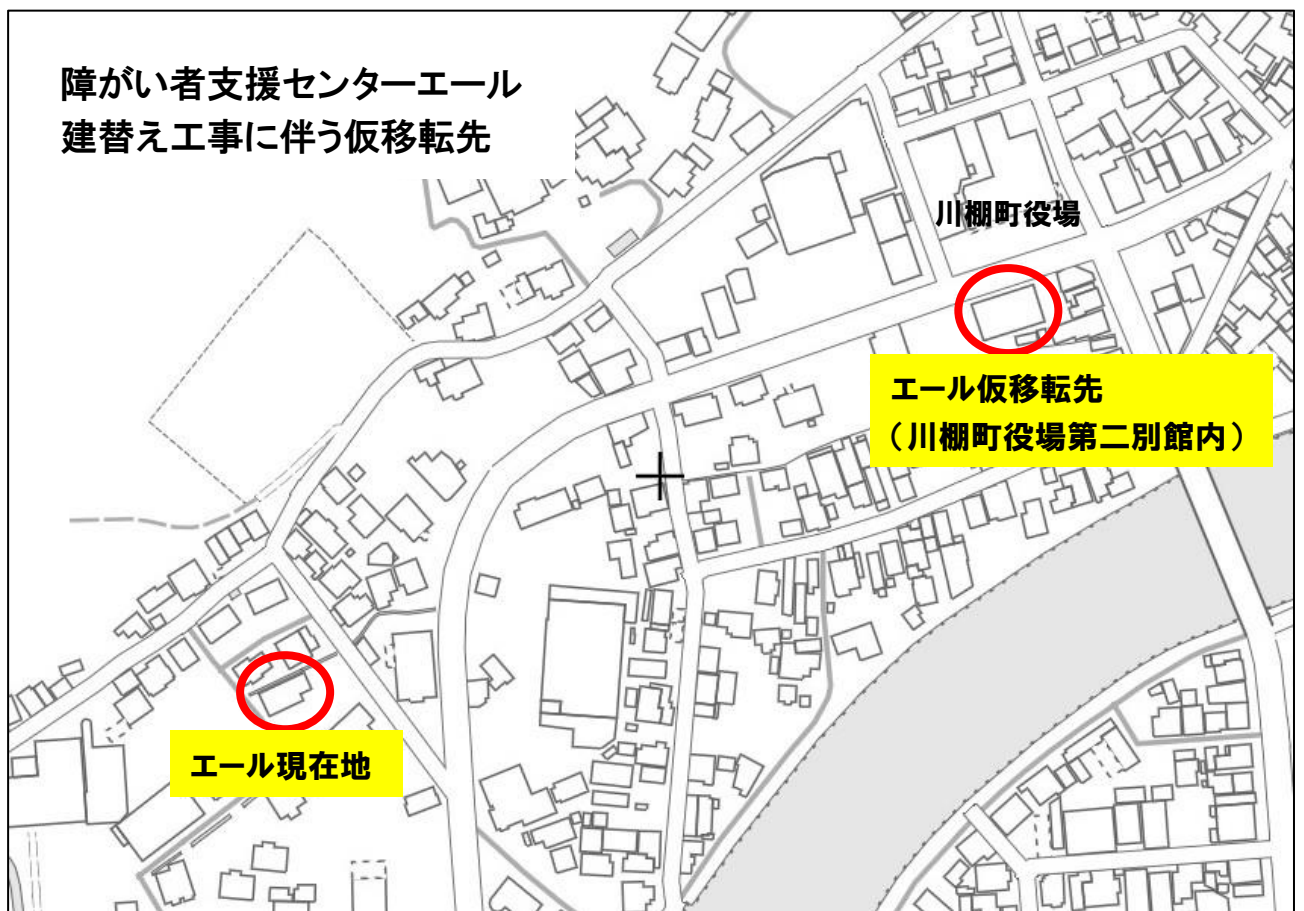 障がい者支援センターエール
建替え工事に伴う仮移転先
川棚町役場
エール仮移転先
（川棚町役場第二別館内）
エール現在地